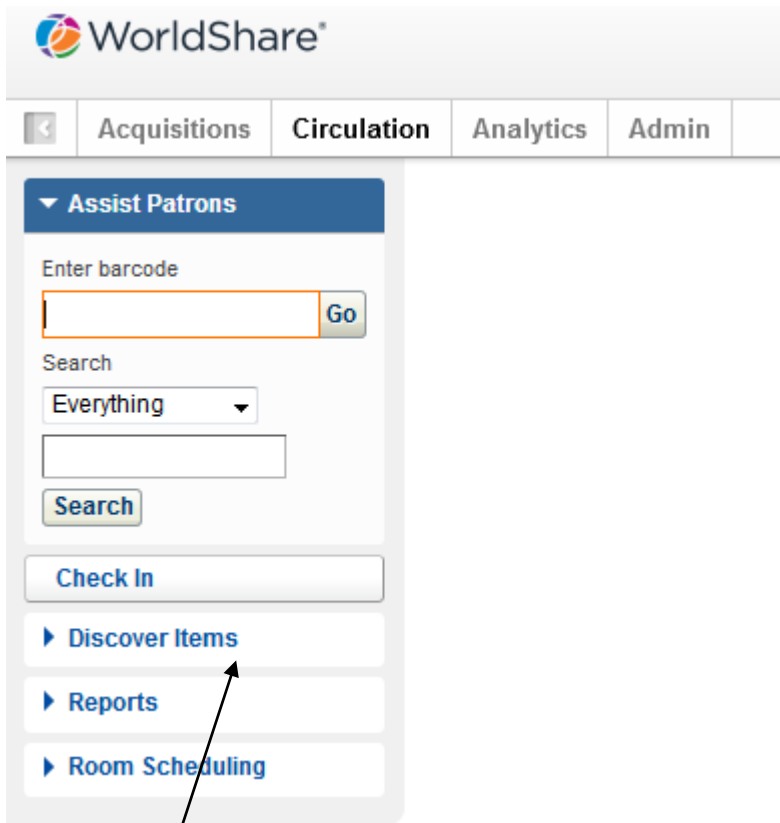 WorldShare®
Acquisitions Circulation Analytics Admin
Assist Patrons
Enter barcode
Go
Search
Everything
Search
Check In
Discover Items
Reports
Room Scheduling